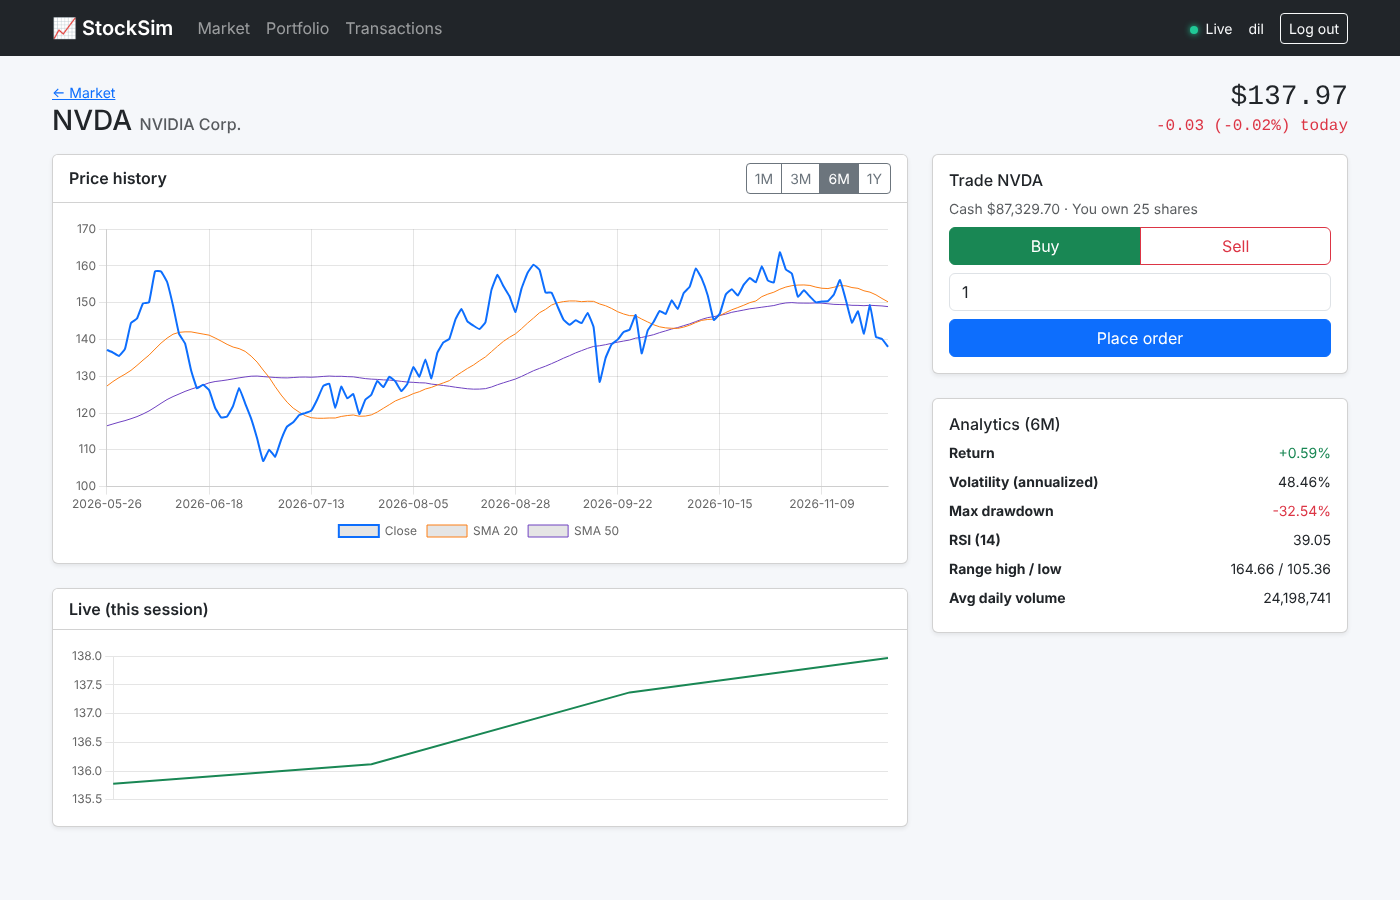 📈 StockSim Market Portfolio Transactions Live dil Log out
← Market
NVDA NVIDIA Corp.
$137.97
-0.03 (-0.02%) today
Price history 1M 3M 6M 1Y
170
160
150
140
130
120
110
100
2026-05-26 2026-06-18 2026-07-13 2026-08-05 2026-08-28 2026-09-22 2026-10-15 2026-11-09
Close SMA 20 SMA 50
Live (this session)
138.0
137.5
137.0
136.5
136.0
135.5
Trade NVDA
Cash $87,329.70 · You own 25 shares
Buy Sell
1
Place order
Analytics (6M)
Return +0.59%
Volatility (annualized) 48.46%
Max drawdown -32.54%
RSI (14) 39.05
Range high / low 164.66 / 105.36
Avg daily volume 24,198,741